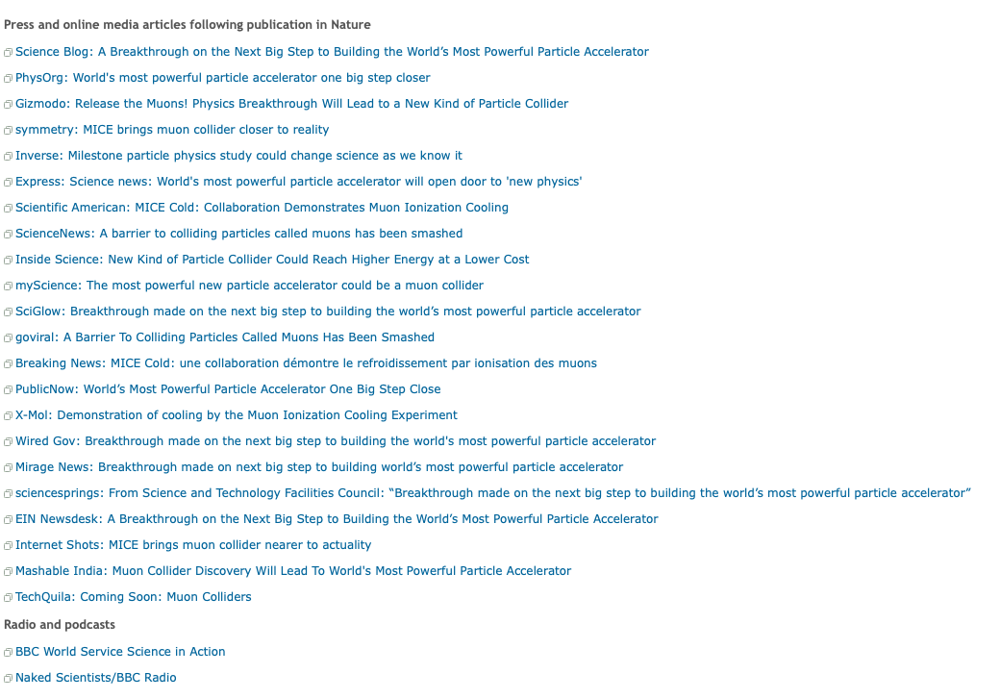 Press and online media articles following publication in Nature
Science Blog: A Breakthrough on the Next Big Step to Building the World’s Most Powerful Particle Accelerator
PhysOrg: World's most powerful particle accelerator one big step closer
Gizmodo: Release the Muons! Physics Breakthrough Will Lead to a New Kind of Particle Collider
symmetry: MICE brings muon collider closer to reality
Inverse: Milestone particle physics study could change science as we know it
Express: Science news: World's most powerful particle accelerator will open door to 'new physics'
Scientific American: MICE Cold: Collaboration Demonstrates Muon Ionization Cooling
ScienceNews: A barrier to colliding particles called muons has been smashed
Inside Science: New Kind of Particle Collider Could Reach Higher Energy at a Lower Cost
myScience: The most powerful new particle accelerator could be a muon collider
SciGlow: Breakthrough made on the next big step to building the world’s most powerful particle accelerator
goviral: A Barrier To Colliding Particles Called Muons Has Been Smashed
Breaking News: MICE Cold: une collaboration démontre le refroidissement par ionisation des muons
PublicNow: World’s Most Powerful Particle Accelerator One Big Step Close
X-Mol: Demonstration of cooling by the Muon Ionization Cooling Experiment
Wired Gov: Breakthrough made on the next big step to building the world's most powerful particle accelerator
Mirage News: Breakthrough made on next big step to building world’s most powerful particle accelerator
sciencesprings: From Science and Technology Facilities Council: “Breakthrough made on the next big step to building the world’s most powerful particle accelerator”
EIN Newsdesk: A Breakthrough on the Next Big Step to Building the World’s Most Powerful Particle Accelerator
Internet Shots: MICE brings muon collider nearer to actuality
Mashable India: Muon Collider Discovery Will Lead To World's Most Powerful Particle Accelerator
TechQuila: Coming Soon: Muon Colliders
Radio and podcasts
BBC World Service Science in Action
Naked Scientists/BBC Radio